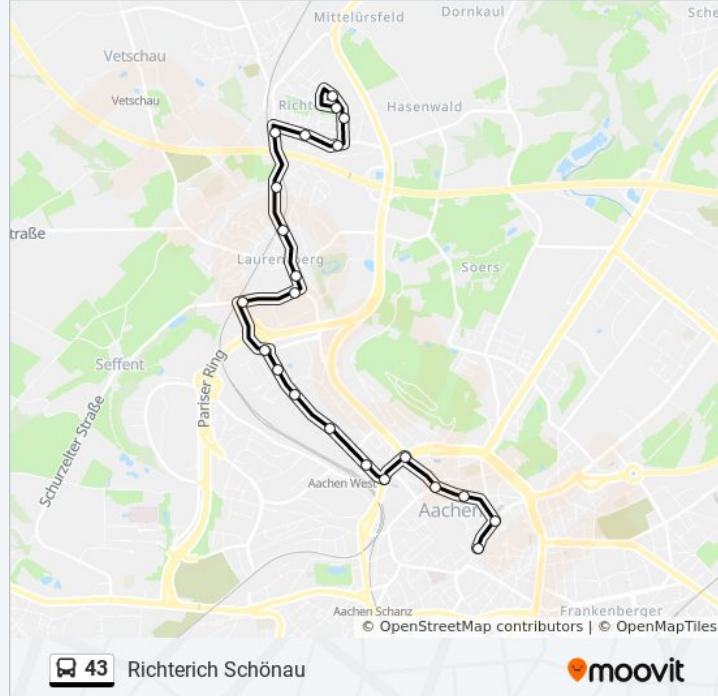 Mittelürsfeld
Dornkaul
Sche
Vetschau
Vetschau
Richt
Hasenwald
traße
Laurensberg
Soers
Seffent
Pariser Ring
Schurzelter Straße
Aachen West
Aachen
Aachen Schanz
Frankenberger
© OpenStreetMap contributors | © OpenMapTiles
43 Richterich Schönau
moovit